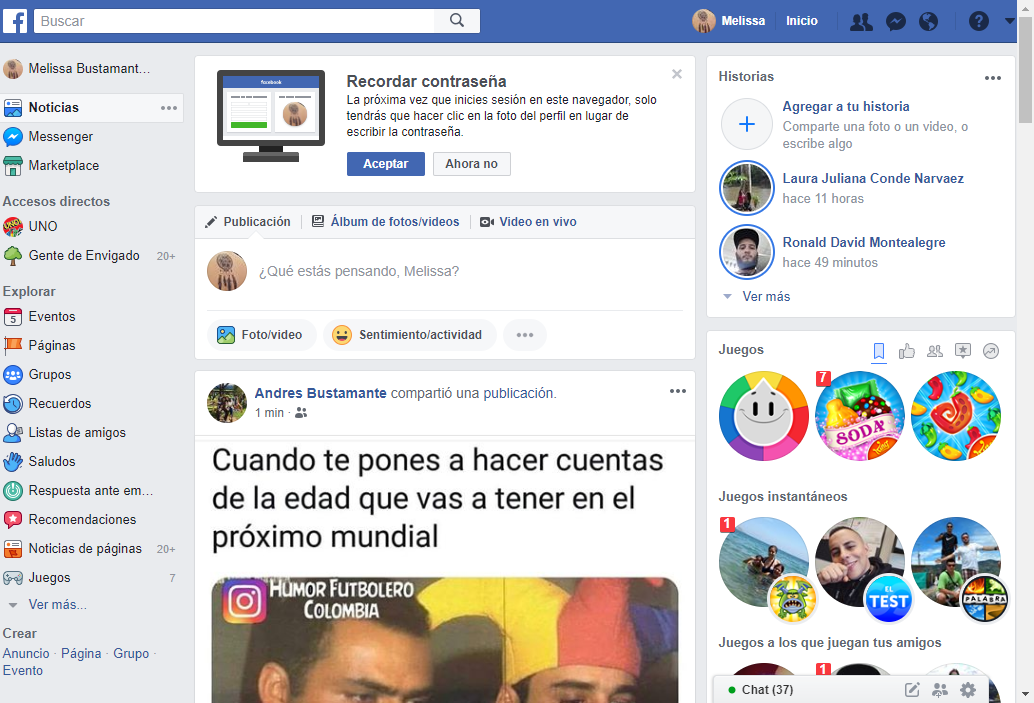 Buscar
Melissa
Inicio
Melissa Bustamant…
Noticias
Messenger
Marketplace
Accesos directos
UNO
Gente de Envigado 20+
Explorar
5
Eventos
Páginas
Grupos
Recuerdos
Listas de amigos
Saludos
Respuesta ante em…
Recomendaciones
Noticias de páginas 20+
Juegos 7
Ver más...
Crear
Anuncio · Página · Grupo ·
Evento
facebook
Recordar contraseña
La próxima vez que inicies sesión en este navegador, solo
tendrás que hacer clic en la foto del perfil en lugar de
escribir la contraseña.
Aceptar
Ahora no
Publicación
Álbum de fotos/videos
Video en vivo
¿Qué estás pensando, Melissa?
Foto/video
Sentimiento/actividad
Andres Bustamante compartió una publicación.
1 min ·
Cuando te pones a hacer cuentas
de la edad que vas a tener en el
próximo mundial
HUMOR FUTBOLERO
COLOMBIA
Historias
Agregar a tu historia
Comparte una foto o un video, o
escribe algo
Laura Juliana Conde Narvaez
hace 11 horas
Ronald David Montealegre
hace 49 minutos
Ver más
Juegos
7
SODA
King
King
Juegos instantáneos
1
EL
TEST
PALABRA
Juegos a los que juegan tus amigos
1
Chat (37)